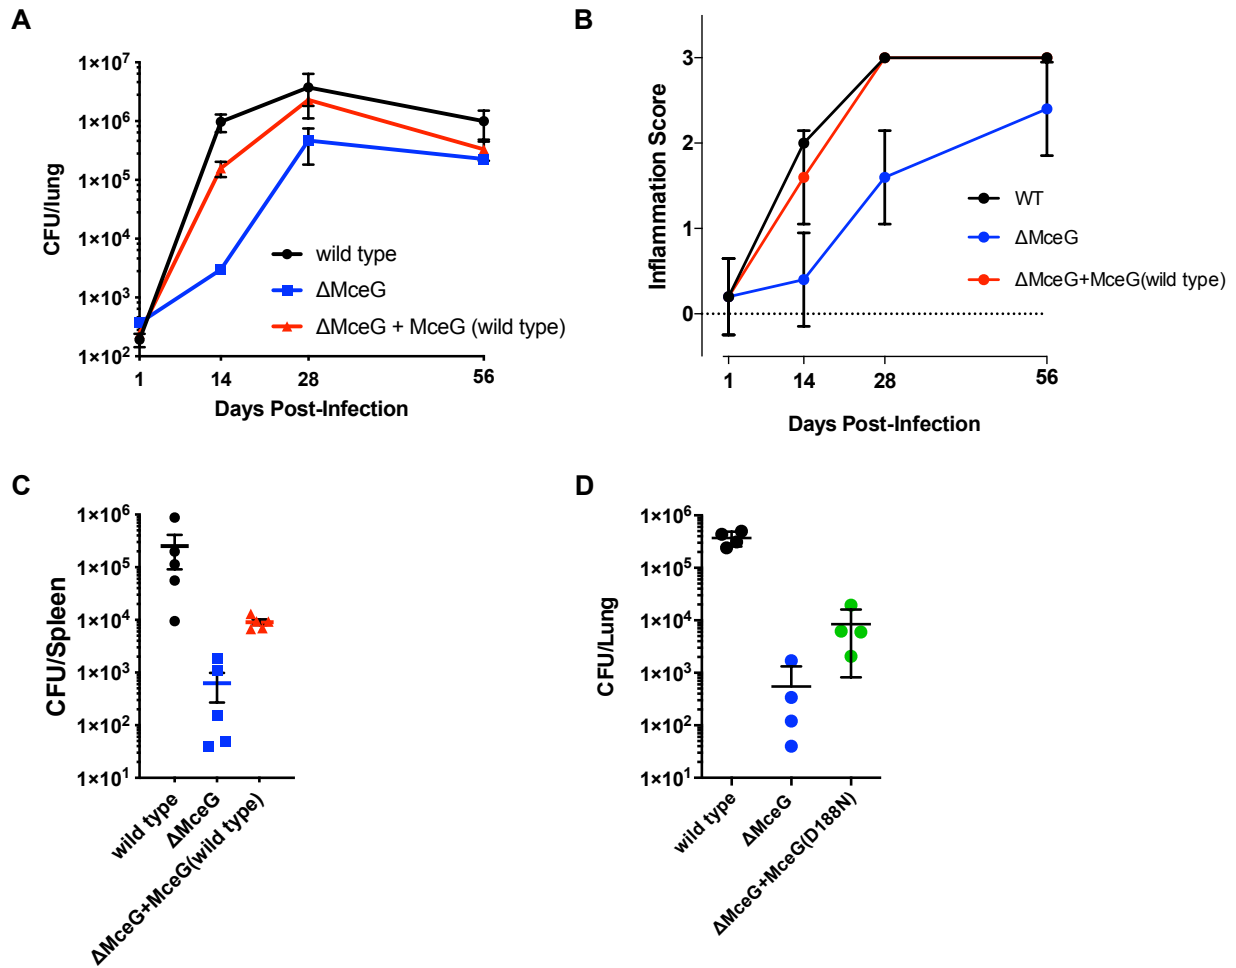 A
1×10⁷
1×10⁶
1×10⁵
1×10⁴
1×10³
1×10²
CFU/lung
wild type
ΔMceG
ΔMceG + MceG (wild type)
1
14
28
56
Days Post-Infection
B
3
2
1
0
Inflammation Score
WT
ΔMceG
ΔMceG+MceG(wild type)
1
14
28
56
Days Post-Infection
C
1×10⁶
1×10⁵
1×10⁴
1×10³
1×10²
1×10¹
CFU/Spleen
wild type
ΔMceG
ΔMceG+MceG(wild type)
D
1×10⁶
1×10⁵
1×10⁴
1×10³
1×10²
1×10¹
CFU/Lung
wild type
ΔMceG
ΔMceG+MceG(D188N)